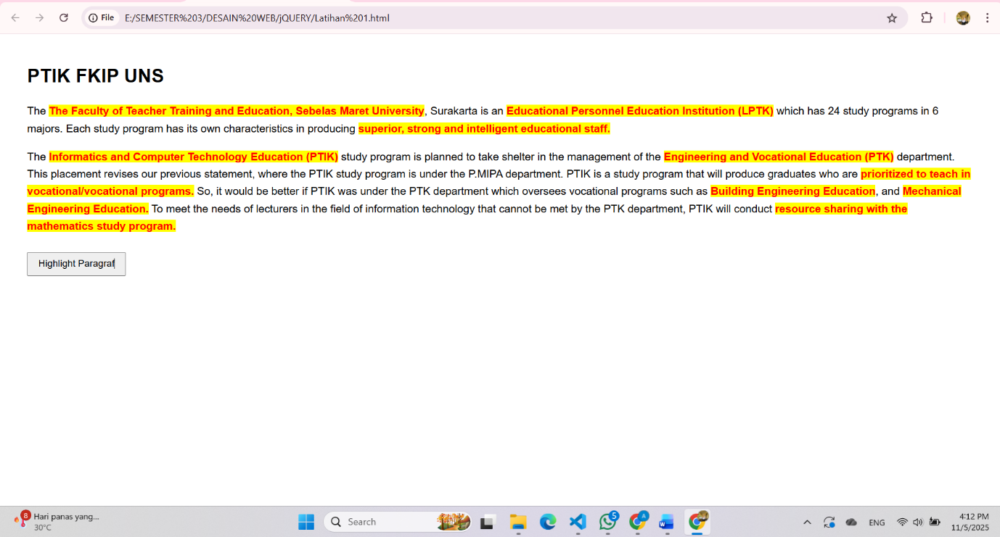 File E:/SEMESTER%203/DESAIN%20WEB/jQUERY/Latihan%201.html
PTIK FKIP UNS
The The Faculty of Teacher Training and Education, Sebelas Maret University, Surakarta is an Educational Personnel Education Institution (LPTK) which has 24 study programs in 6
majors. Each study program has its own characteristics in producing superior, strong and intelligent educational staff.
The Informatics and Computer Technology Education (PTIK) study program is planned to take shelter in the management of the Engineering and Vocational Education (PTK) department.
This placement revises our previous statement, where the PTIK study program is under the P.MIPA department. PTIK is a study program that will produce graduates who are prioritized to teach in
vocational/vocational programs. So, it would be better if PTIK was under the PTK department which oversees vocational programs such as Building Engineering Education, and Mechanical
Engineering Education. To meet the needs of lecturers in the field of information technology that cannot be met by the PTK department, PTIK will conduct resource sharing with the
mathematics study program.
Highlight Paragraf
8 Hari panas yang... Search 5 A W ENG 4:12 PM
30°C 11/5/2025